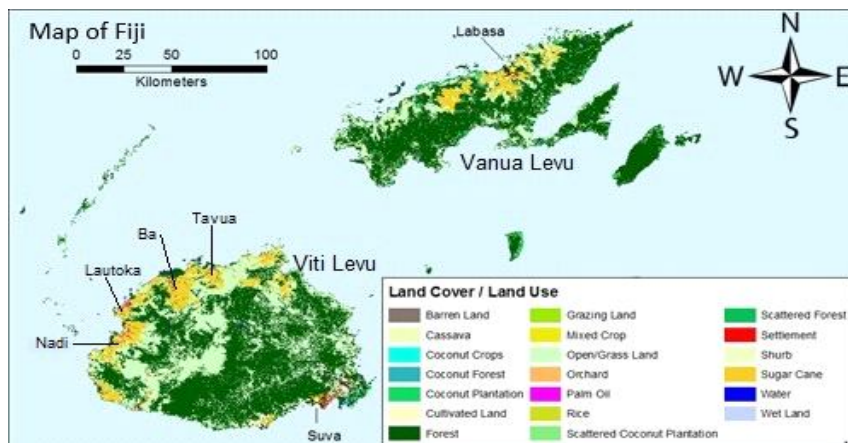 Map of Fiji
0 25 50 100
Kilometers
Labasa
N
W E
S
Vanua Levu
Tavua
Ba
Viti Levu
Lautoka
Nadi
Suva
Land Cover / Land Use
Barren Land
Cassava
Coconut Crops
Coconut Forest
Coconut Plantation
Cultivated Land
Forest
Grazing Land
Mixed Crop
Open/Grass Land
Orchard
Palm Oil
Rice
Scattered Coconut Plantation
Scattered Forest
Settlement
Shurb
Sugar Cane
Water
Wet Land